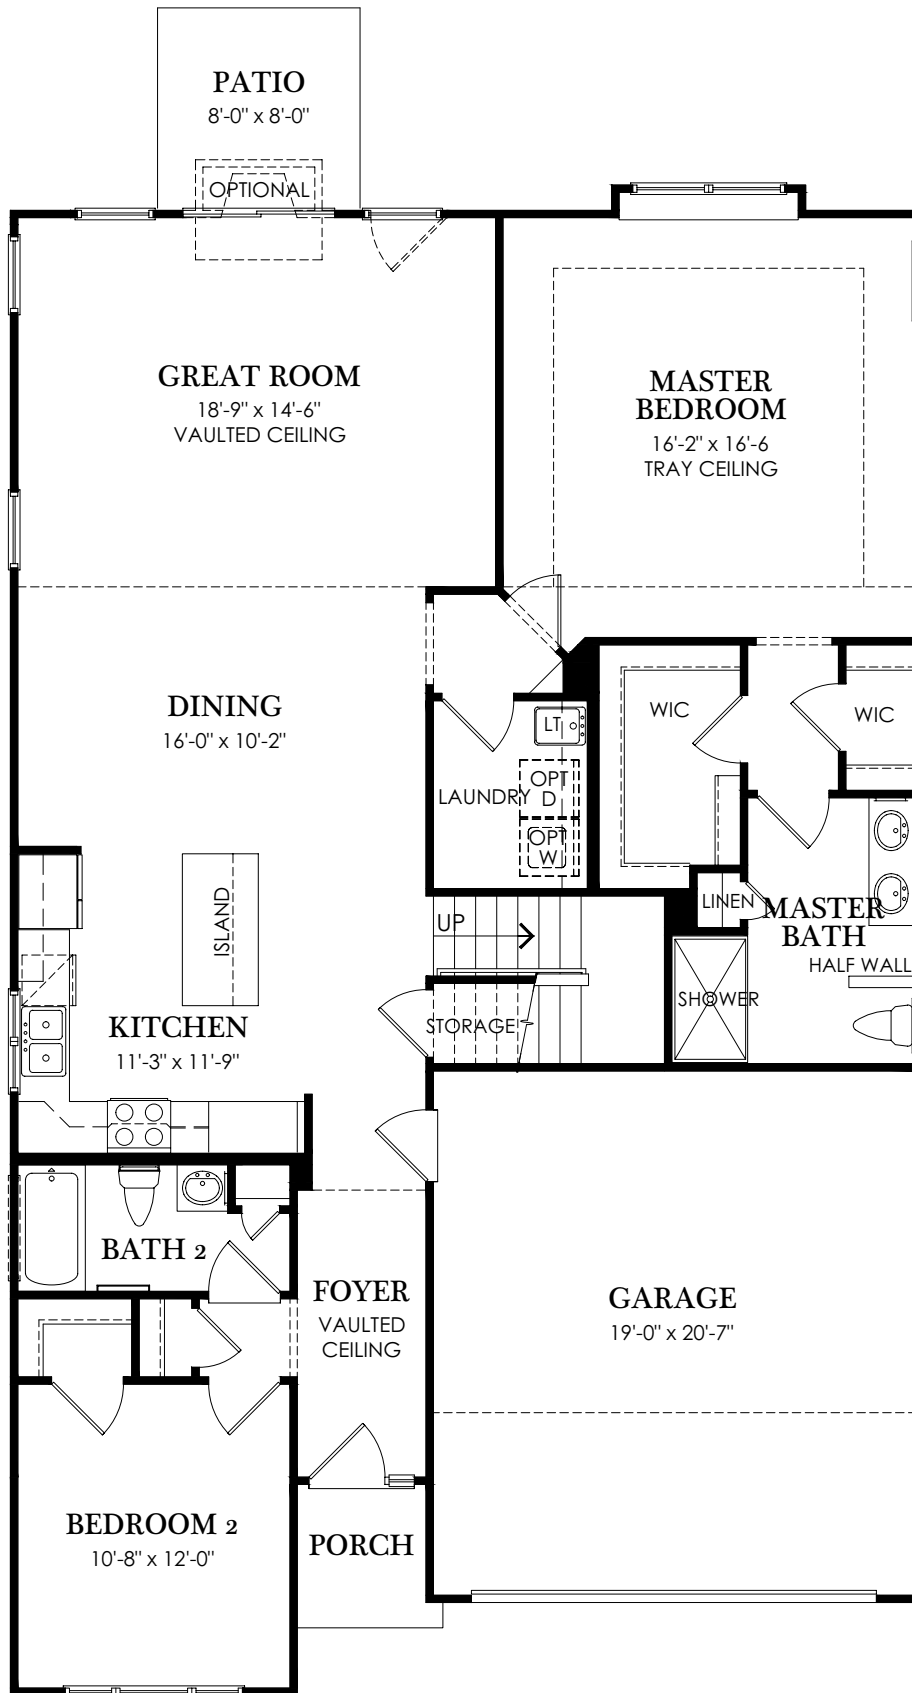 PATIO
8'-0" x 8'-0"
OPTIONAL
GREAT ROOM
18'-9" x 14'-6"
VAULTED CEILING
MASTER
BEDROOM
16'-2" x 16'-6
TRAY CEILING
DINING
16'-0" x 10'-2"
WIC
WIC
LT
LAUNDRY
OPT
D
OPT
W
ISLAND
UP
LINEN
MASTER
BATH
HALF WALL
SHOWER
STORAGE
KITCHEN
11'-3" x 11'-9"
BATH 2
FOYER
VAULTED
CEILING
GARAGE
19'-0" x 20'-7"
BEDROOM 2
10'-8" x 12'-0"
PORCH